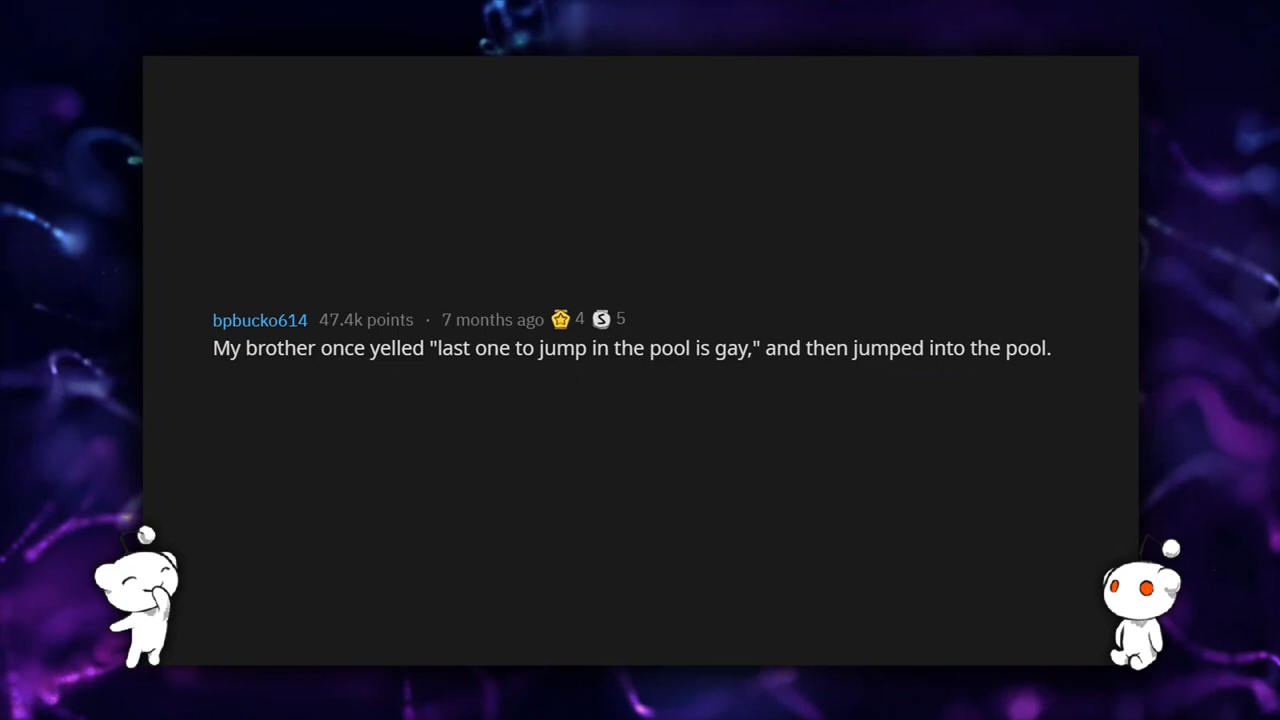 bpbucko614 47.4k points · 7 months ago 4 S 5
My brother once yelled "last one to jump in the pool is gay," and then jumped into the pool.